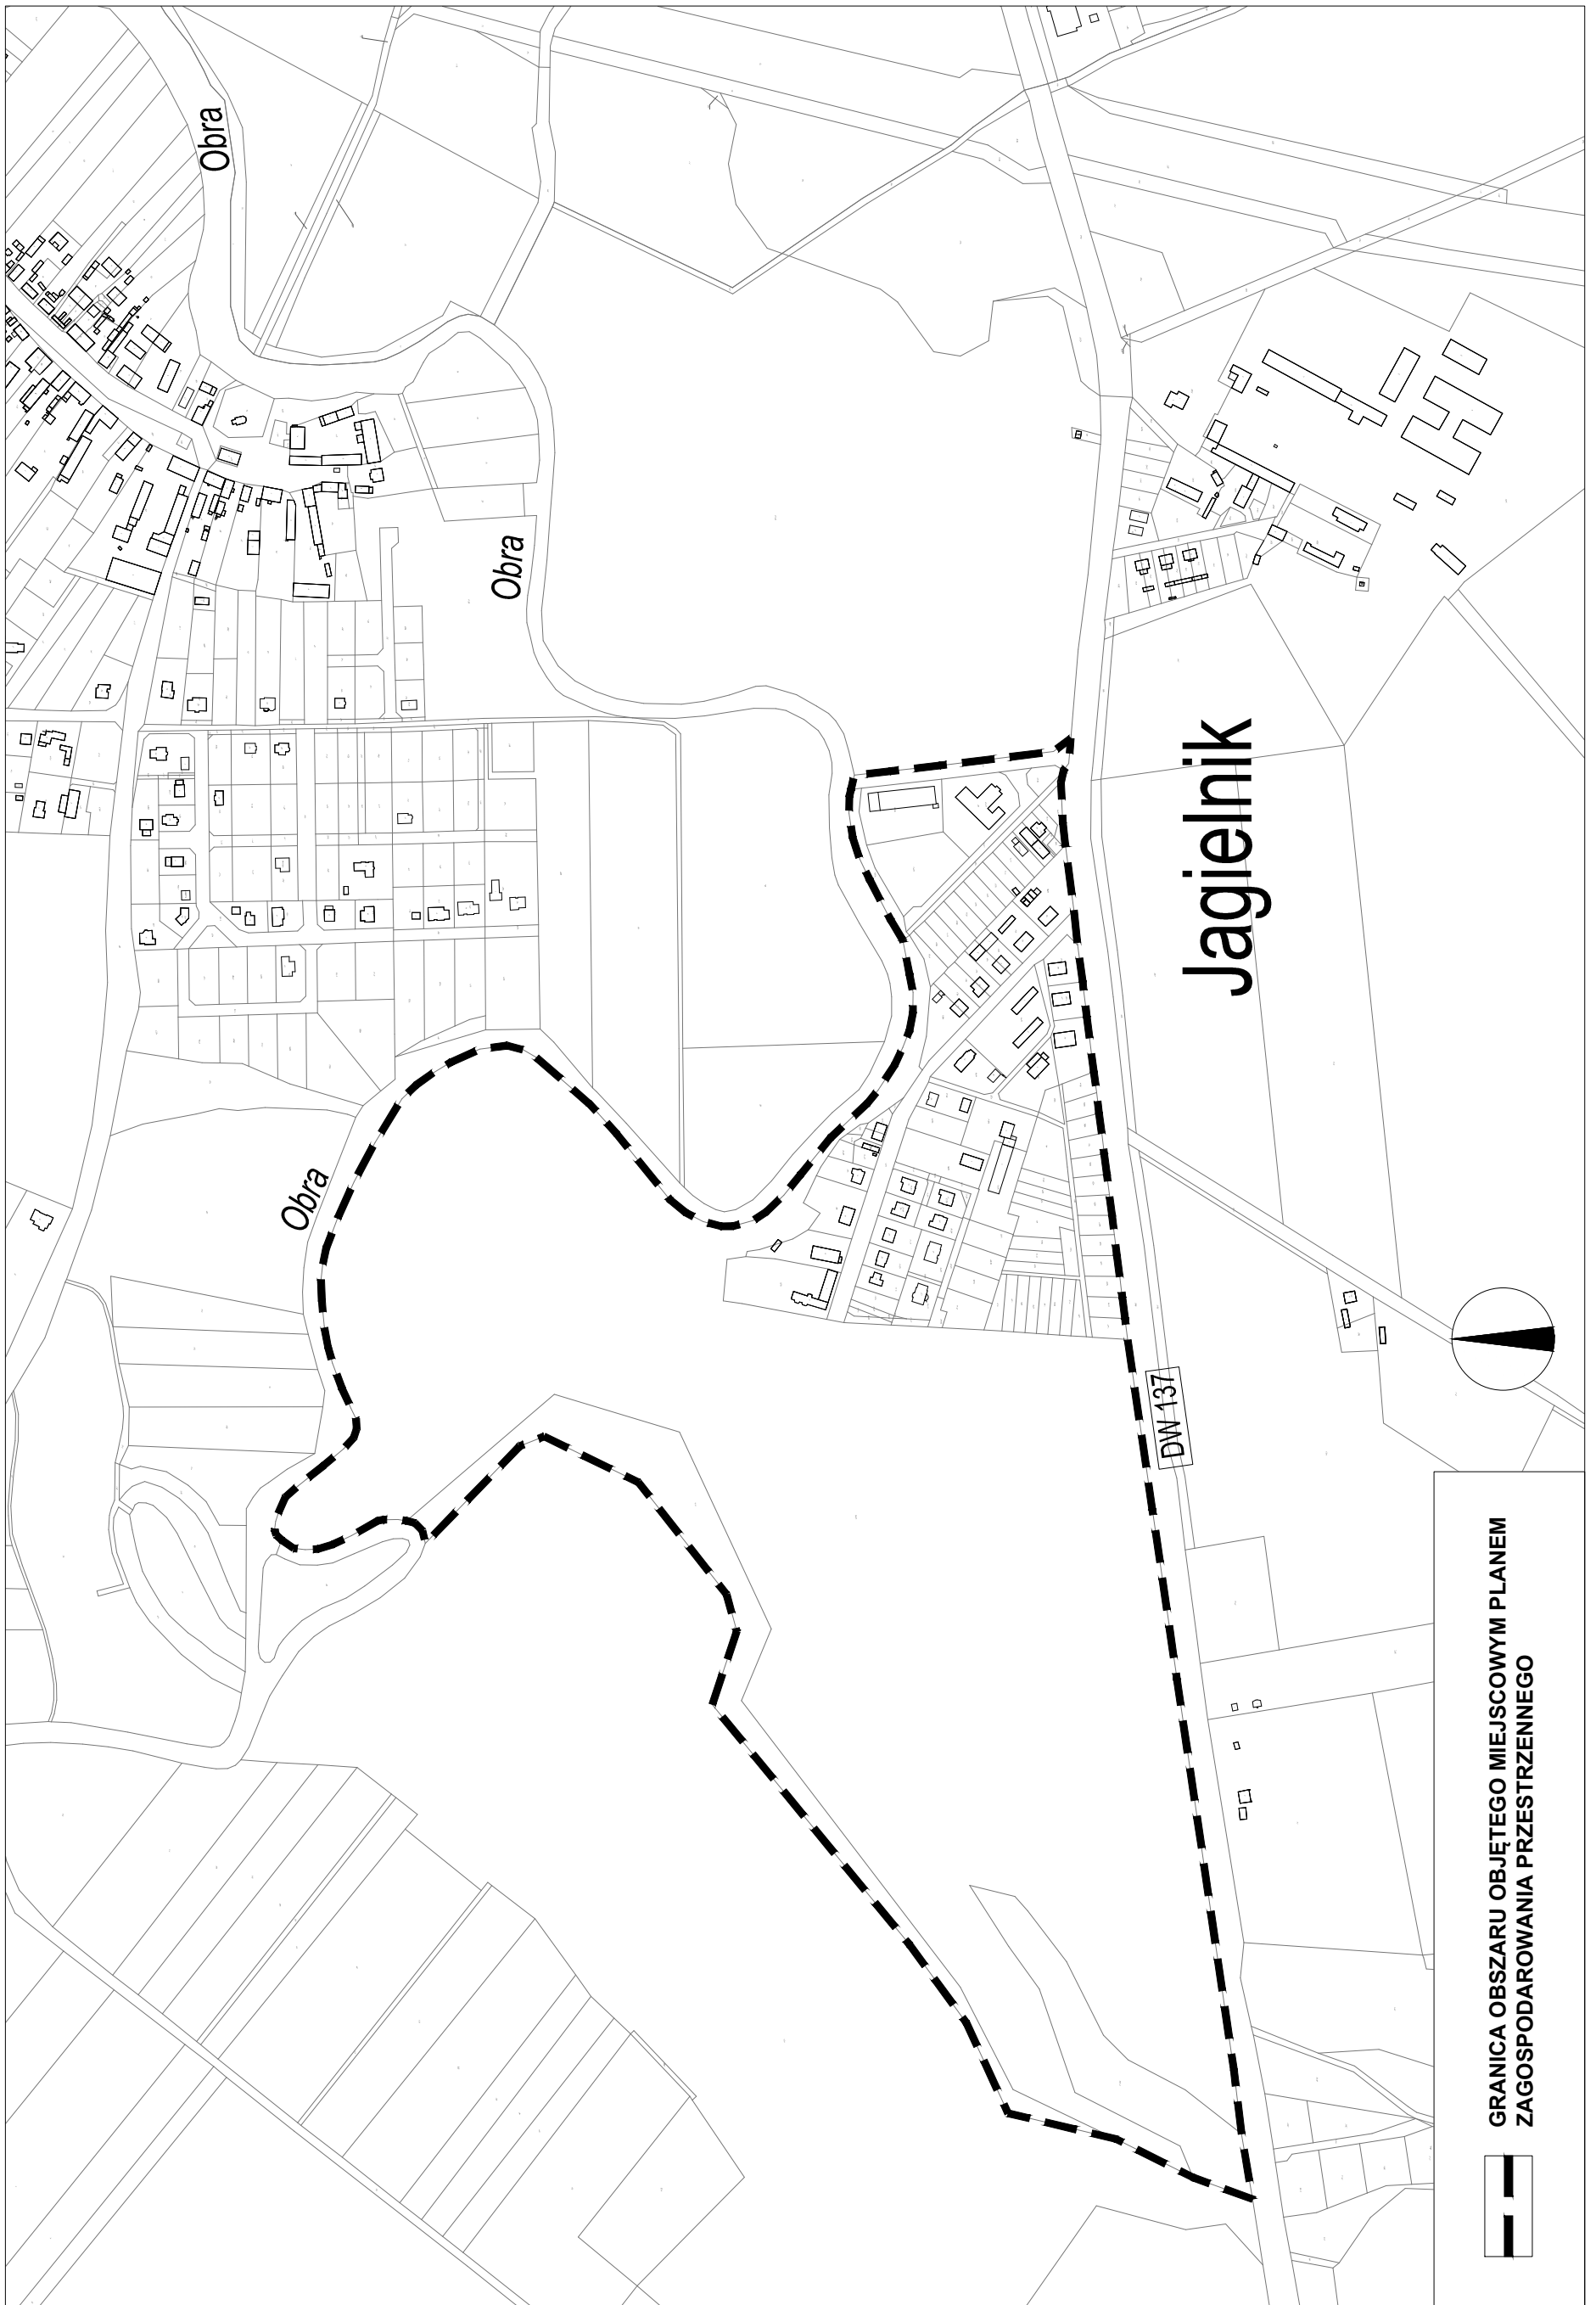 Obra
Obra
Obra
Jagielnik
DW 137
GRANICA OBSZARU OBJĘTEGO MIEJSCOWYM PLANEM
ZAGOSPODAROWANIA PRZESTRZENNEGO